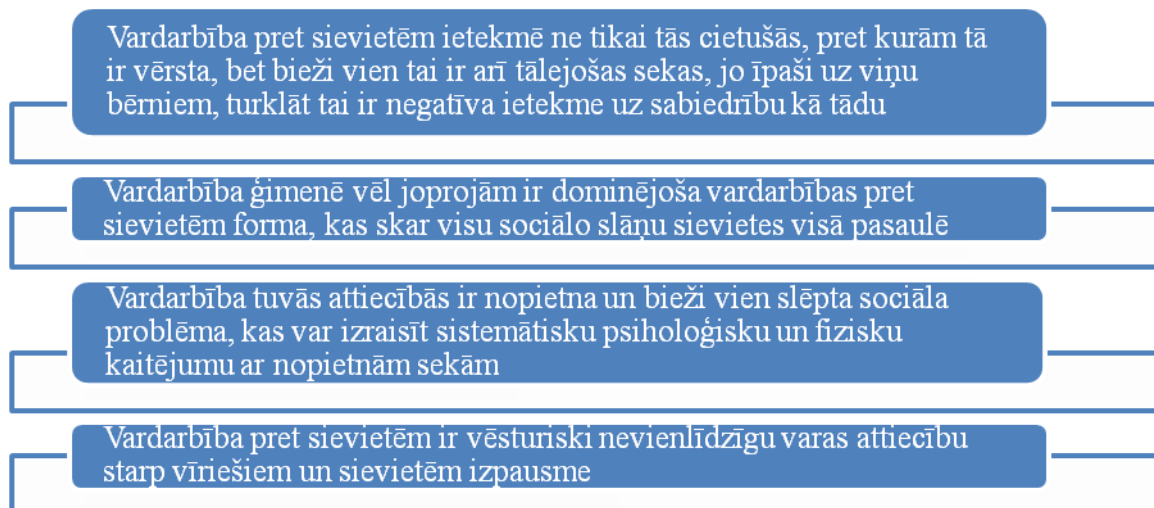 Vardarbība pret sievietēm ietekmē ne tikai tās cietušās, pret kurām tā
ir vērsta, bet bieži vien tai ir arī tālejošas sekas, jo īpaši uz viņu
bērniem, turklāt tai ir negatīva ietekme uz sabiedrību kā tādu
Vardarbība ģimenē vēl joprojām ir dominējoša vardarbības pret
sievietēm forma, kas skar visu sociālo slāņu sievietes visā pasaulē
Vardarbība tuvās attiecībās ir nopietna un bieži vien slēpta sociāla
problēma, kas var izraisīt sistemātisku psiholoģisku un fizisku
kaitējumu ar nopietnām sekām
Vardarbība pret sievietēm ir vēsturiski nevienlīdzīgu varas attiecību
starp vīriešiem un sievietēm izpausme